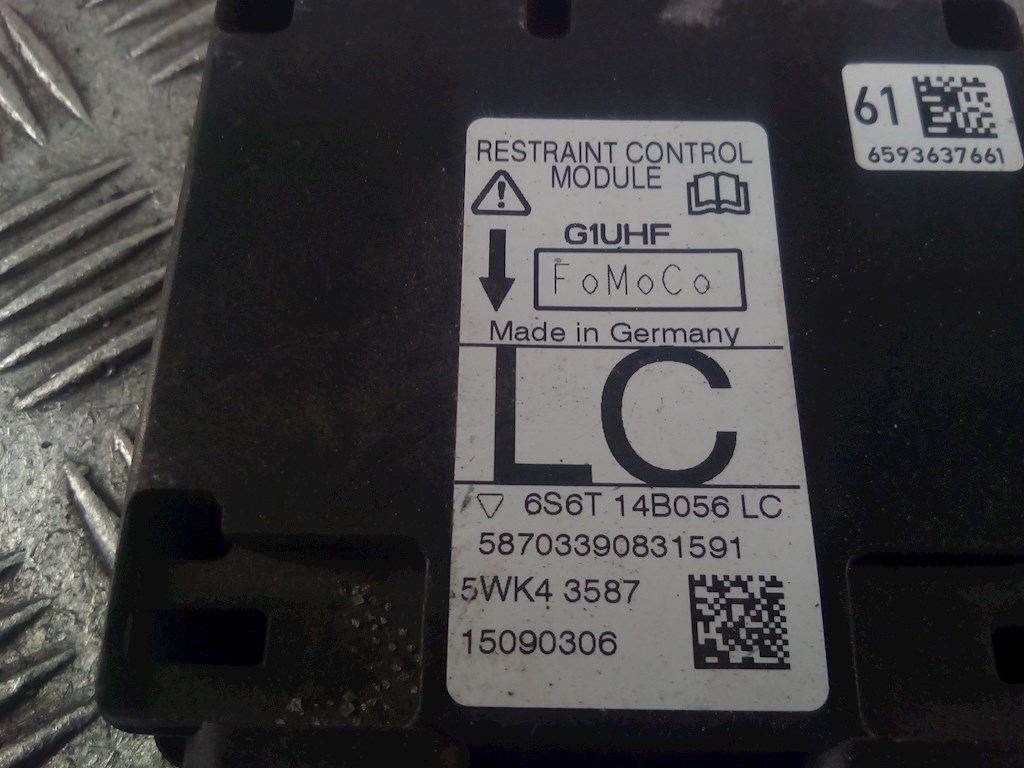 61
6593637661
RESTRAINT CONTROL
MODULE
G1UHF
FoMoCo
Made in Germany
LC
6S6T 14B056 LC
58703390831591
5WK4 3587
15090306